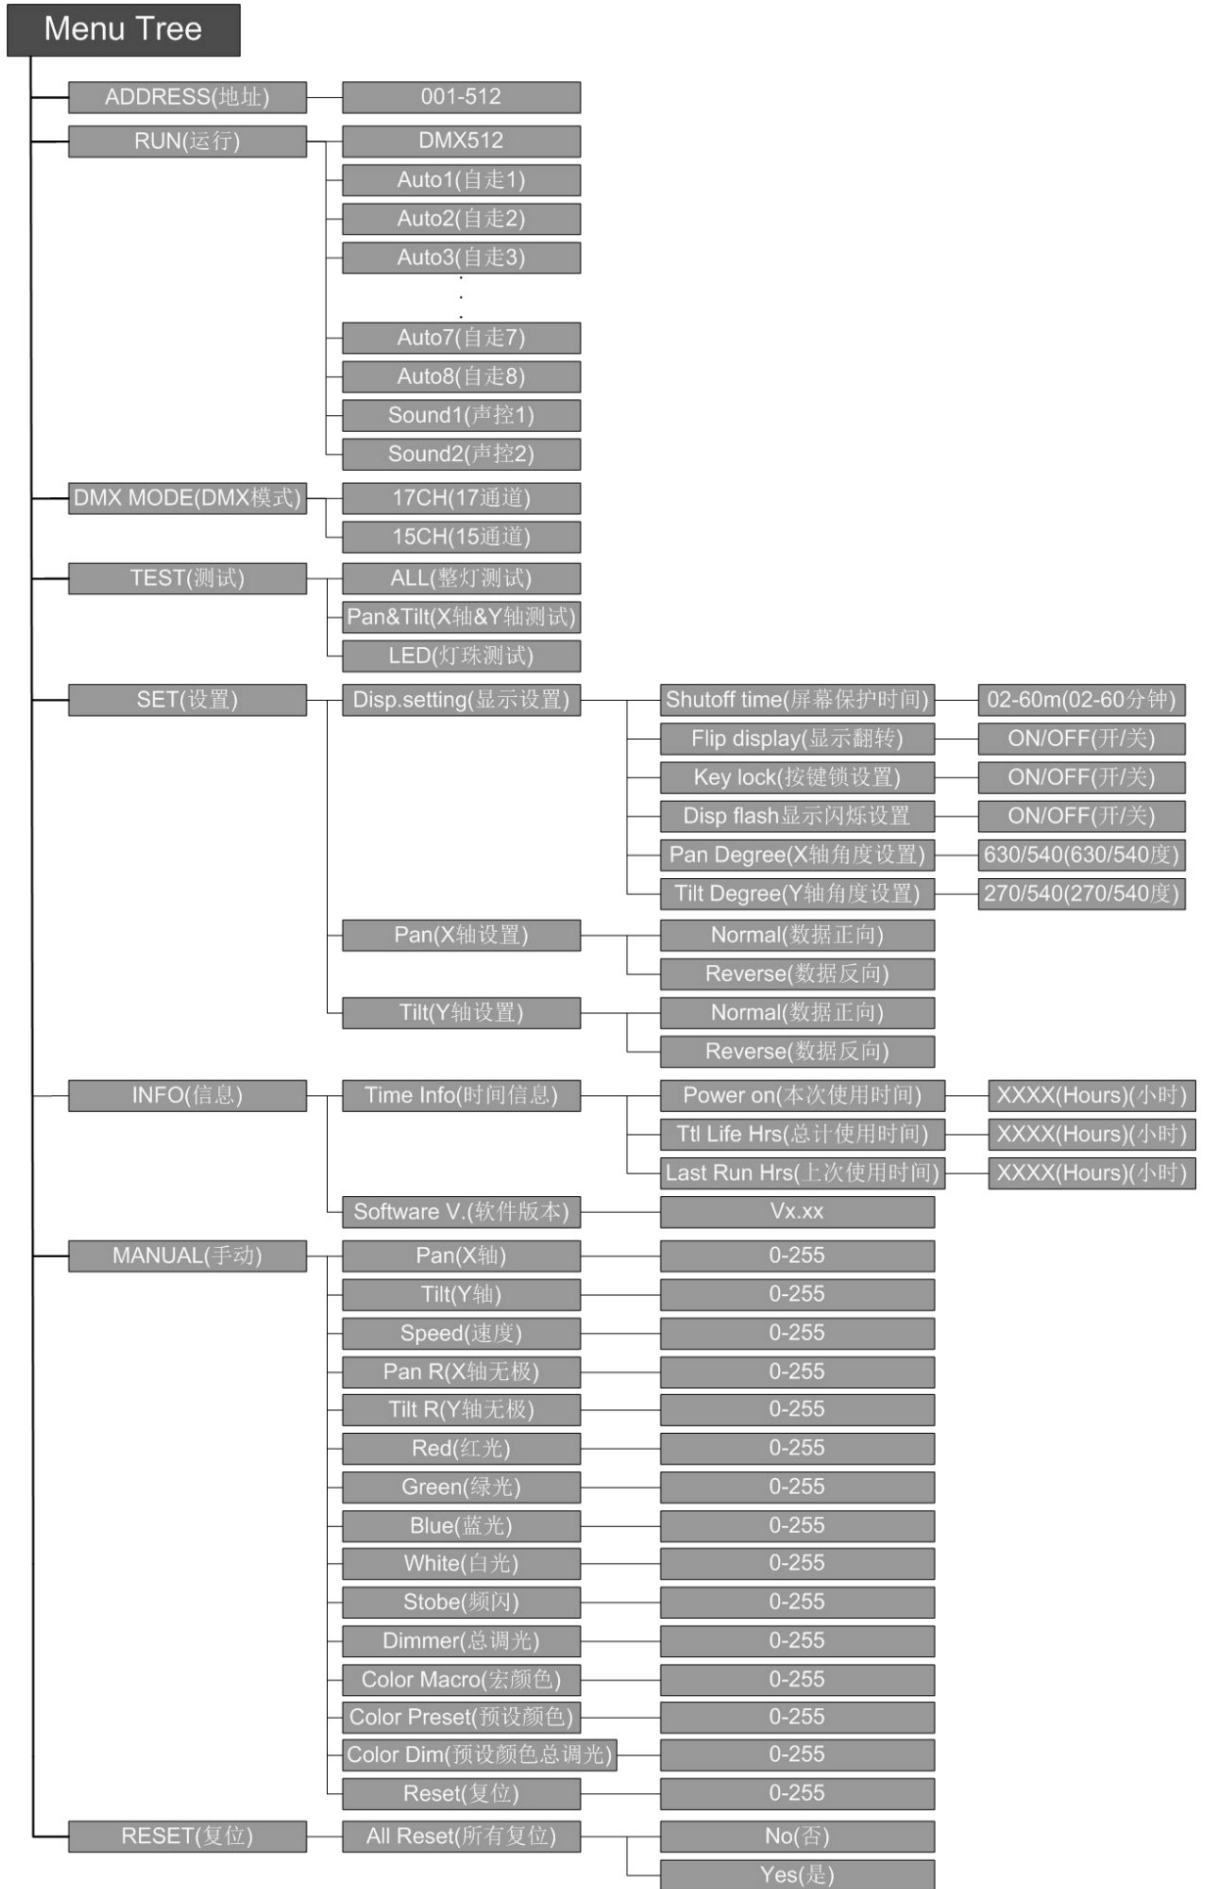 Menu Tree
ADDRESS(地址) 001-512
RUN(运行) DMX512
Auto1(自走1)
Auto2(自走2)
Auto3(自走3)
.
.
.
Auto7(自走7)
Auto8(自走8)
Sound1(声控1)
Sound2(声控2)
DMX MODE(DMX模式) 17CH(17通道)
15CH(15通道)
TEST(测试) ALL(整灯测试)
Pan&Tilt(X轴&Y轴测试)
LED(灯珠测试)
SET(设置) Disp.setting(显示设置) Shutoff time(屏幕保护时间) 02-60m(02-60分钟)
Flip display(显示翻转) ON/OFF(开/关)
Key lock(按键锁设置) ON/OFF(开/关)
Disp flash显示闪烁设置 ON/OFF(开/关)
Pan Degree(X轴角度设置) 630/540(630/540度)
Tilt Degree(Y轴角度设置) 270/540(270/540度)
Pan(X轴设置) Normal(数据正向)
Reverse(数据反向)
Tilt(Y轴设置) Normal(数据正向)
Reverse(数据反向)
INFO(信息) Time Info(时间信息) Power on(本次使用时间) XXXX(Hours)(小时)
Ttl Life Hrs(总计使用时间) XXXX(Hours)(小时)
Last Run Hrs(上次使用时间) XXXX(Hours)(小时)
Software V.(软件版本) Vx.xx
MANUAL(手动) Pan(X轴) 0-255
Tilt(Y轴) 0-255
Speed(速度) 0-255
Pan R(X轴无极) 0-255
Tilt R(Y轴无极) 0-255
Red(红光) 0-255
Green(绿光) 0-255
Blue(蓝光) 0-255
White(白光) 0-255
Stobe(频闪) 0-255
Dimmer(总调光) 0-255
Color Macro(宏颜色) 0-255
Color Preset(预设颜色) 0-255
Color Dim(预设颜色总调光) 0-255
Reset(复位) 0-255
RESET(复位) All Reset(所有复位) No(否)
Yes(是)